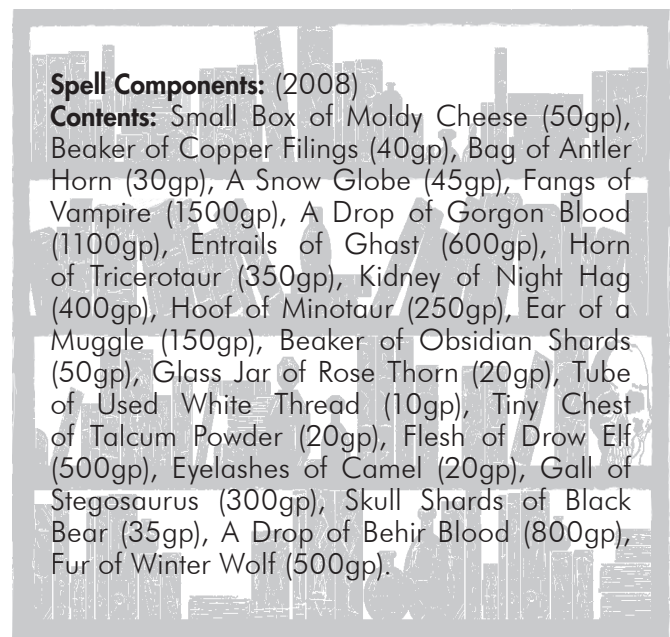 Spell Components: (2008)
Contents: Small Box of Moldy Cheese (50gp),
Beaker of Copper Filings (40gp), Bag of Antler
Horn (30gp), A Snow Globe (45gp), Fangs of
Vampire (1500gp), A Drop of Gorgon Blood
(1100gp), Entrails of Ghast (600gp), Horn
of Tricerotaur (350gp), Kidney of Night Hag
(400gp), Hoof of Minotaur (250gp), Ear of a
Muggle (150gp), Beaker of Obsidian Shards
(50gp), Glass Jar of Rose Thorn (20gp), Tube
of Used White Thread (10gp), Tiny Chest
of Talcum Powder (20gp), Flesh of Drow Elf
(500gp), Eyelashes of Camel (20gp), Gall of
Stegosaurus (300gp), Skull Shards of Black
Bear (35gp), A Drop of Behir Blood (800gp),
Fur of Winter Wolf (500gp).